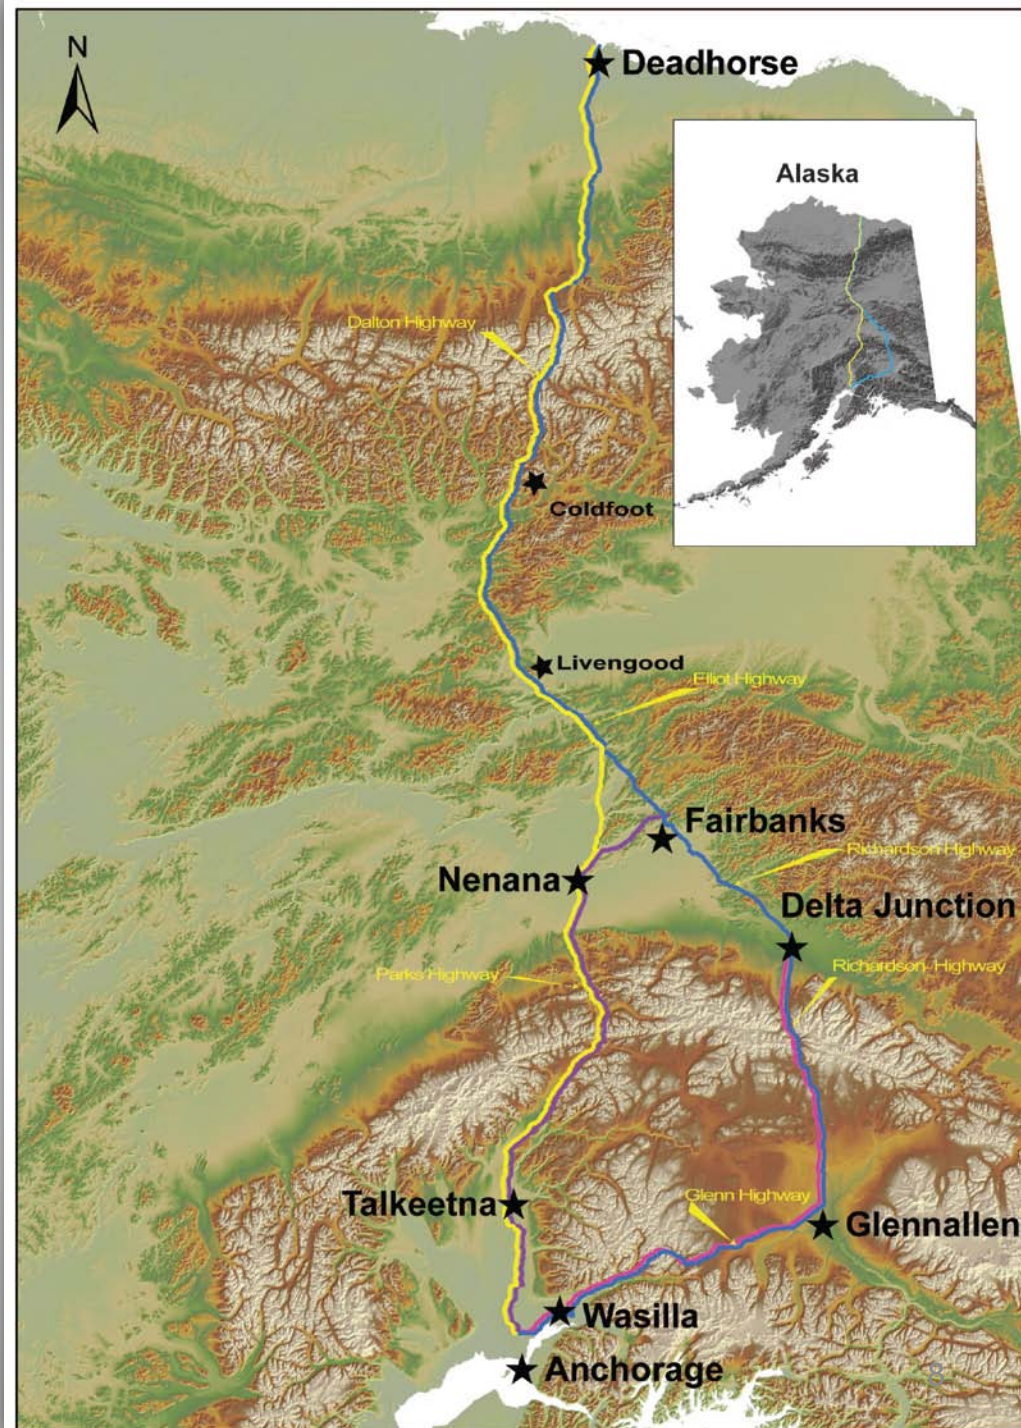 N
Deadhorse
Alaska
Dalton Highway
Coldfoot
Livengood
Elliot Highway
Fairbanks
Richardson Highway
Nenana
Delta Junction
Parks Highway
Richardson Highway
Talkeetna
Glenn Highway
Glennallen
Wasilla
Anchorage
8